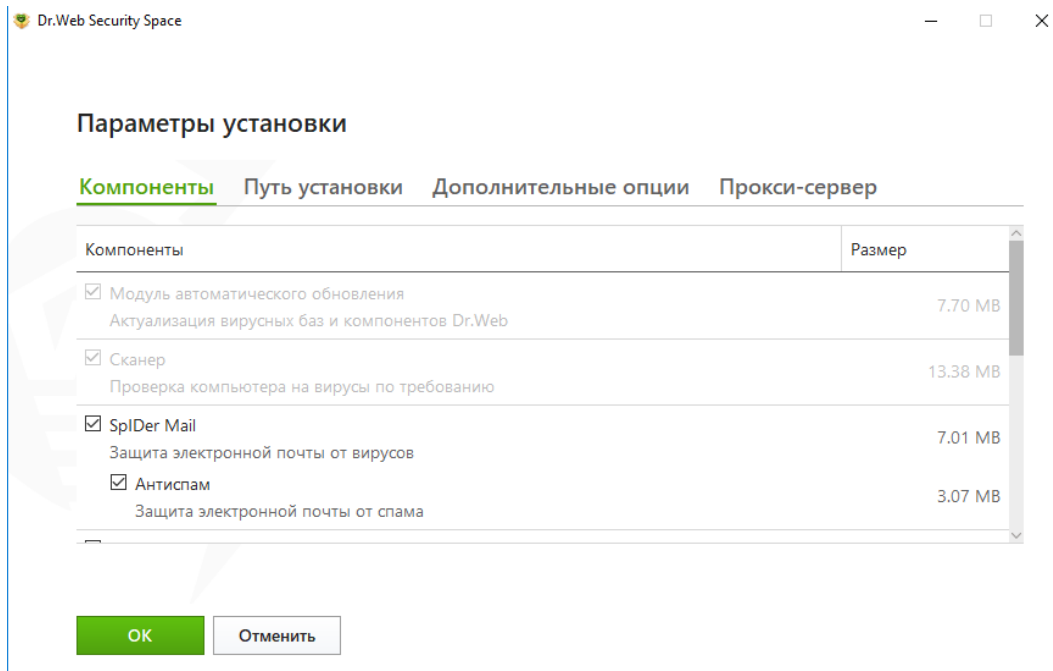 Dr.Web Security Space
Параметры установки
Компоненты Путь установки Дополнительные опции Прокси-сервер
Компоненты Размер
Модуль автоматического обновления
7.70 MB
Актуализация вирусных баз и компонентов Dr.Web
Сканер
13.38 MB
Проверка компьютера на вирусы по требованию
SpIDer Mail
7.01 MB
Защита электронной почты от вирусов
Антиспам
3.07 MB
Защита электронной почты от спама
OK Отменить